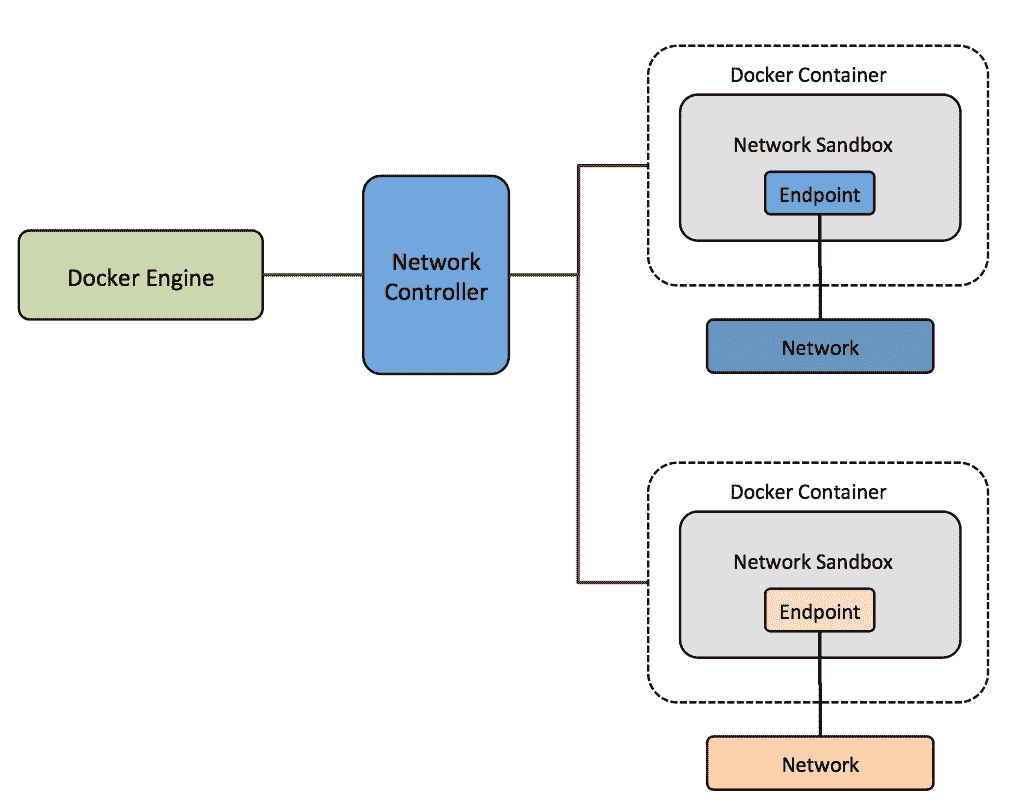 Docker Engine
Network
Controller
Docker Container
Network Sandbox
Endpoint
Network
Docker Container
Network Sandbox
Endpoint
Network